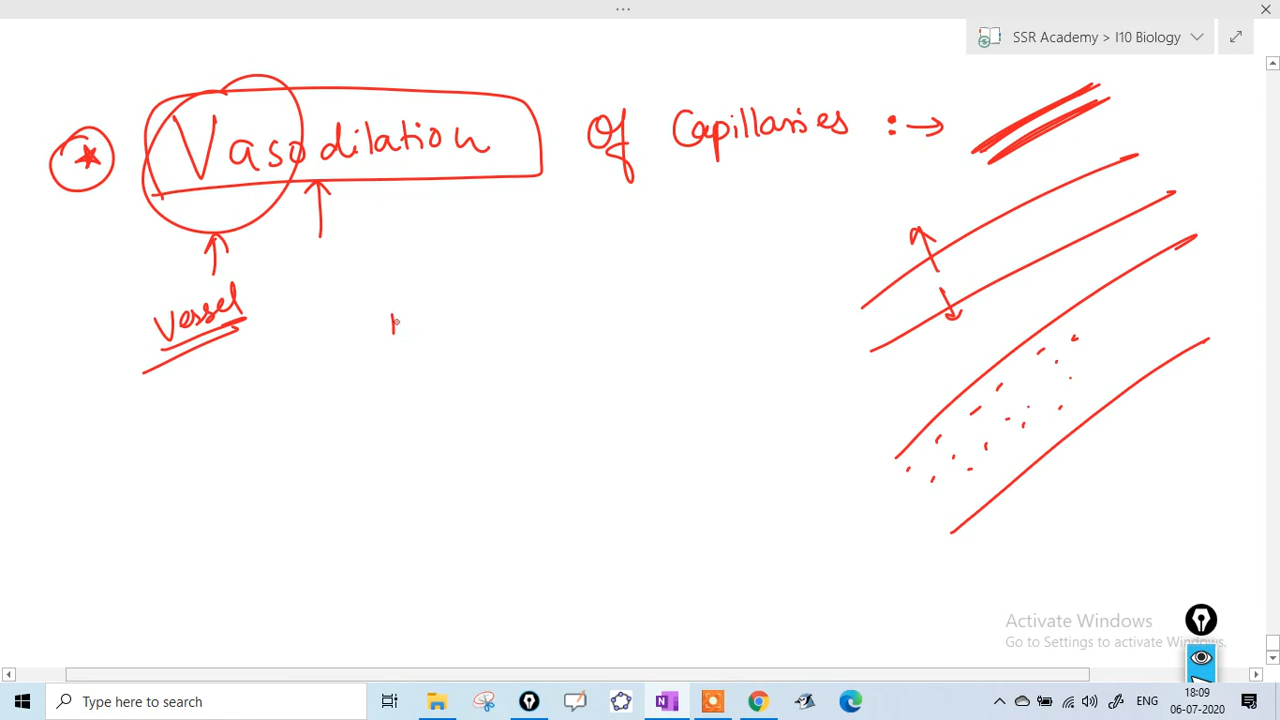 ...
SSR Academy > I10 Biology
Vasodilation Of Capillaries :→
Vessel
Activate Windows
Go to Settings to activate Windows.
Type here to search
ENG
18:09
06-07-2020